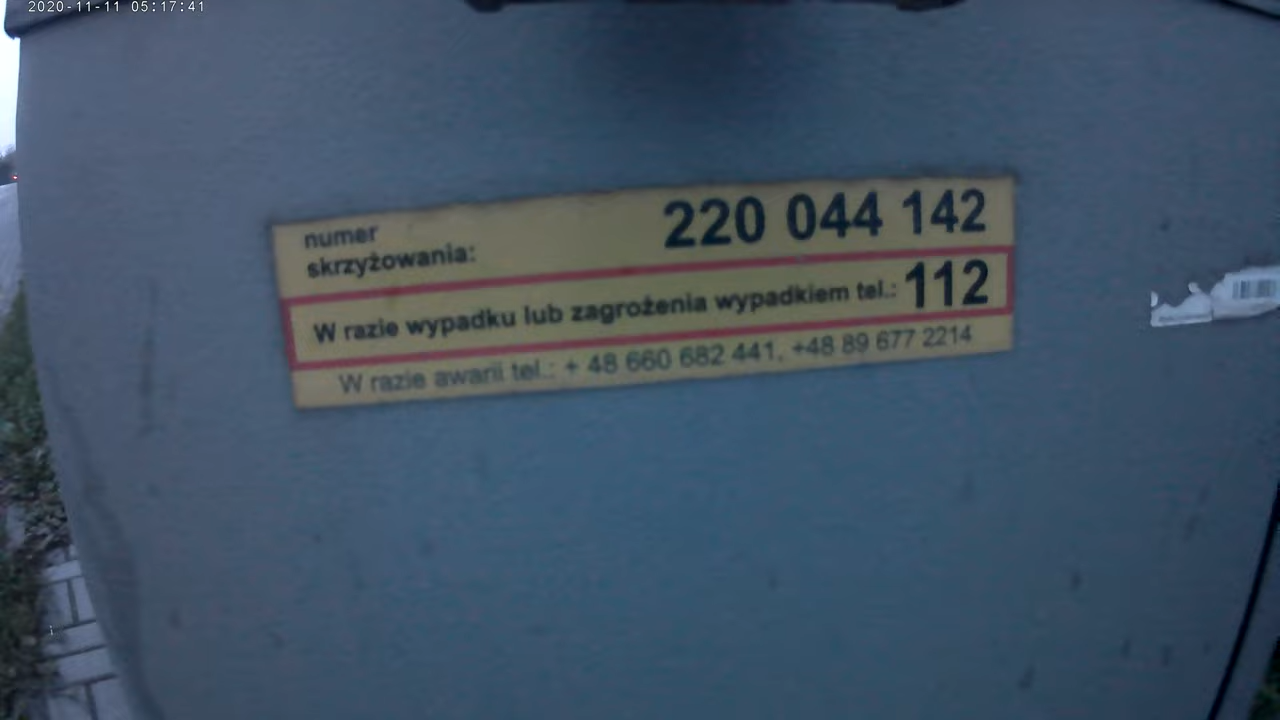 2020-11-11 05:17:41
numer
skrzyżowania: 220 044 142
W razie wypadku lub zagrożenia wypadkiem tel.: 112
W razie awarii tel.: + 48 660 682 441, +48 89 677 2214